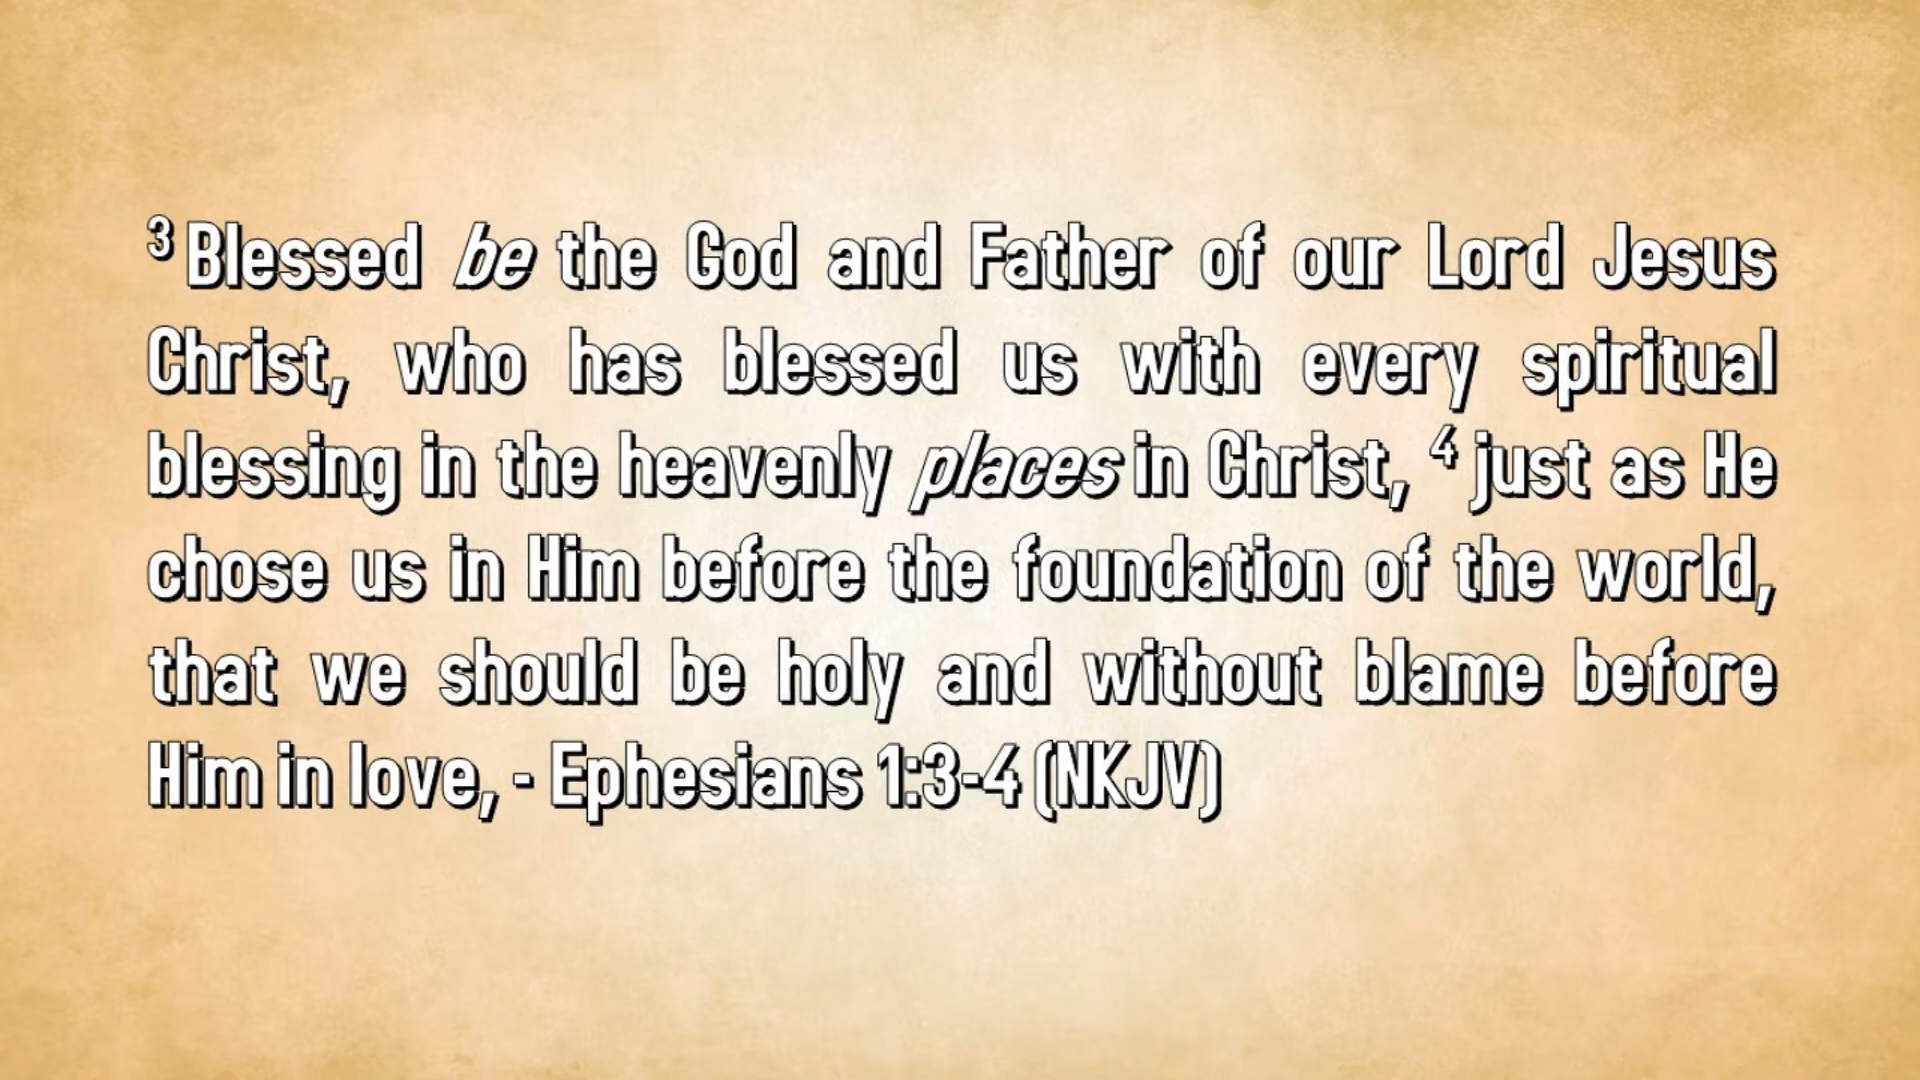 ³ Blessed be the God and Father of our Lord Jesus
Christ, who has blessed us with every spiritual
blessing in the heavenly places in Christ, ⁴ just as He
chose us in Him before the foundation of the world,
that we should be holy and without blame before
Him in love, - Ephesians 1:3-4 (NKJV)